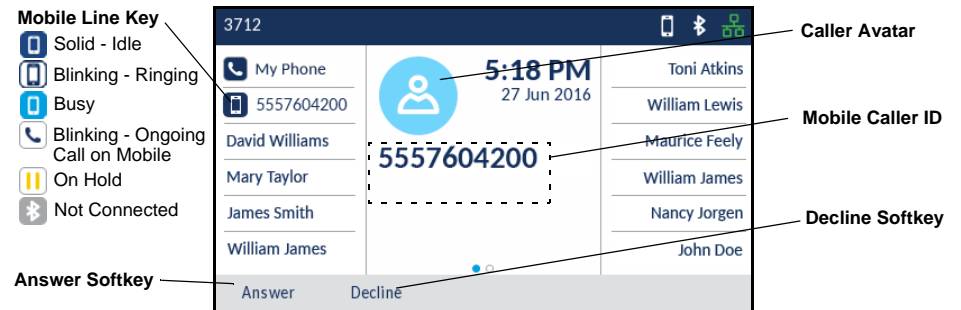 Mobile Line Key
Solid - Idle
Blinking - Ringing
Busy
Blinking - Ongoing
Call on Mobile
On Hold
Not Connected
Answer Softkey
3712
My Phone
5557604200
David Williams
Mary Taylor
James Smith
William James
5:18 PM
27 Jun 2016
5557604200
Toni Atkins
William Lewis
Maurice Feely
William James
Nancy Jorgen
John Doe
Answer
Decline
Caller Avatar
Mobile Caller ID
Decline Softkey